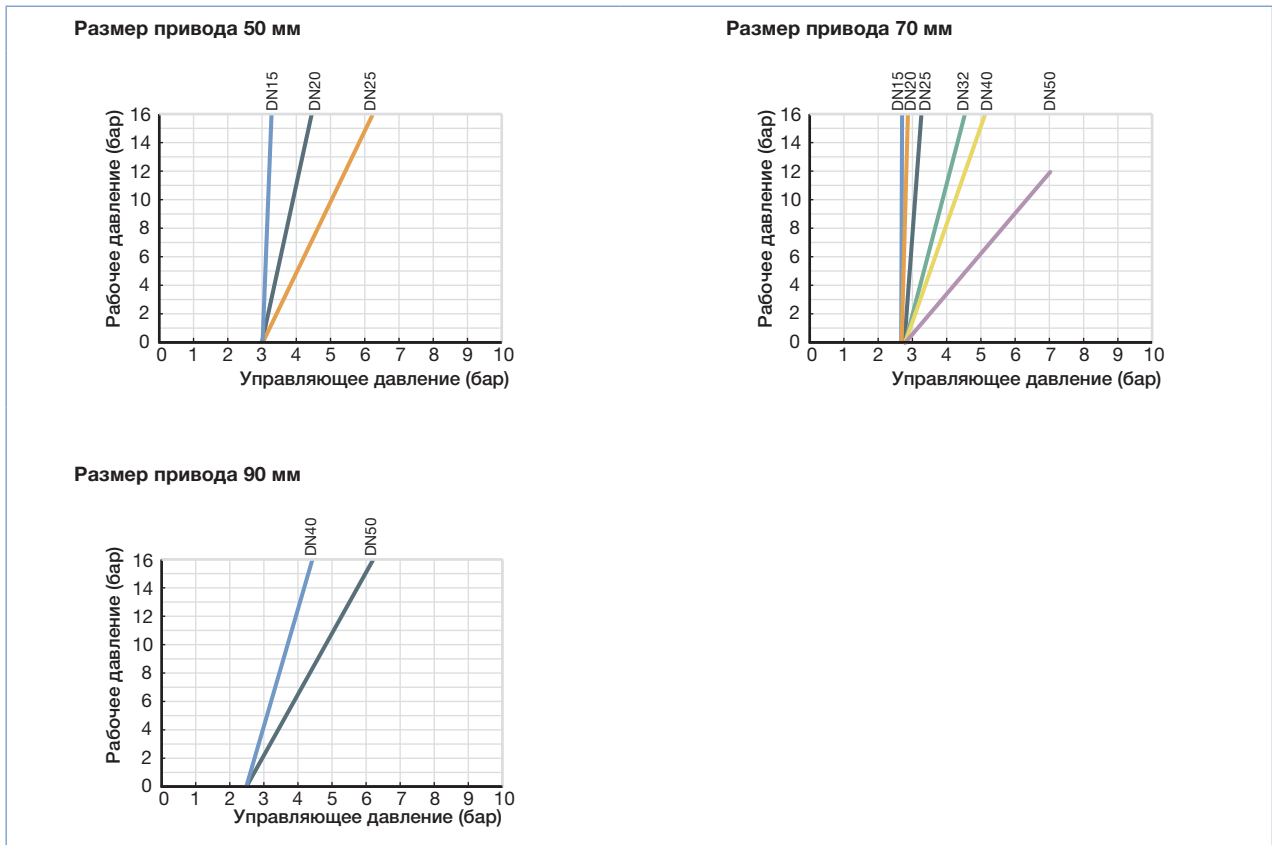 Размер привода 50 мм
DN15
DN20
DN25
Рабочее давление (бар)
16
14
12
10
8
6
4
2
0
0 1 2 3 4 5 6 7 8 9 10
Управляющее давление (бар)
Размер привода 70 мм
DN15
DN20
DN25
DN32
DN40
DN50
Рабочее давление (бар)
16
14
12
10
8
6
4
2
0
0 1 2 3 4 5 6 7 8 9 10
Управляющее давление (бар)
Размер привода 90 мм
DN40
DN50
Рабочее давление (бар)
16
14
12
10
8
6
4
2
0
0 1 2 3 4 5 6 7 8 9 10
Управляющее давление (бар)